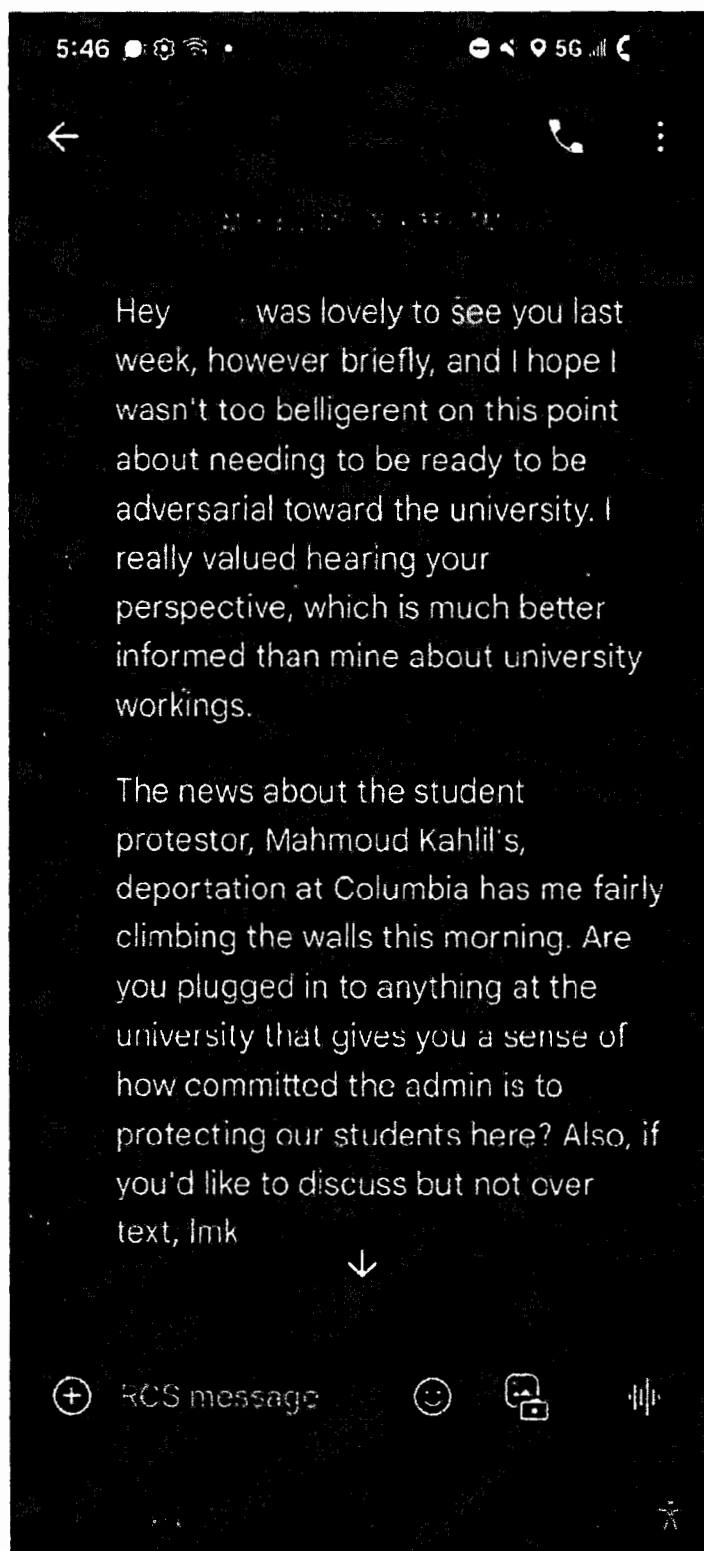 5:46
5G
Hey . was lovely to see you last
week, however briefly, and I hope I
wasn't too belligerent on this point
about needing to be ready to be
adversarial toward the university. I
really valued hearing your
perspective, which is much better
informed than mine about university
workings.
The news about the student
protestor, Mahmoud Kahlil's,
deportation at Columbia has me fairly
climbing the walls this morning. Are
you plugged in to anything at the
university that gives you a sense of
how committed the admin is to
protecting our students here? Also, if
you'd like to discuss but not over
text, lmk
RCS message